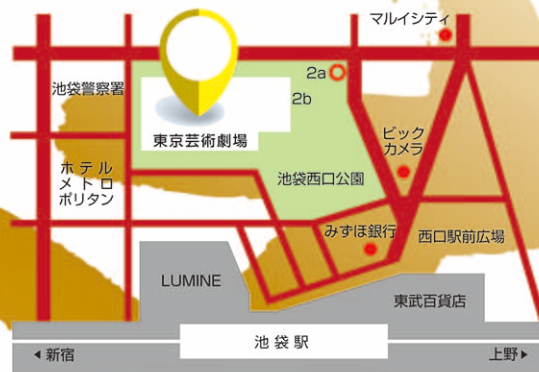 マルイシティ
2a
池袋警察署
2b
東京芸術劇場
ビック
カメラ
ホテル
メトロ
ポリタン
池袋西口公園
みずほ銀行
西口駅前広場
LUMINE
東武百貨店
池袋駅
新宿
上野